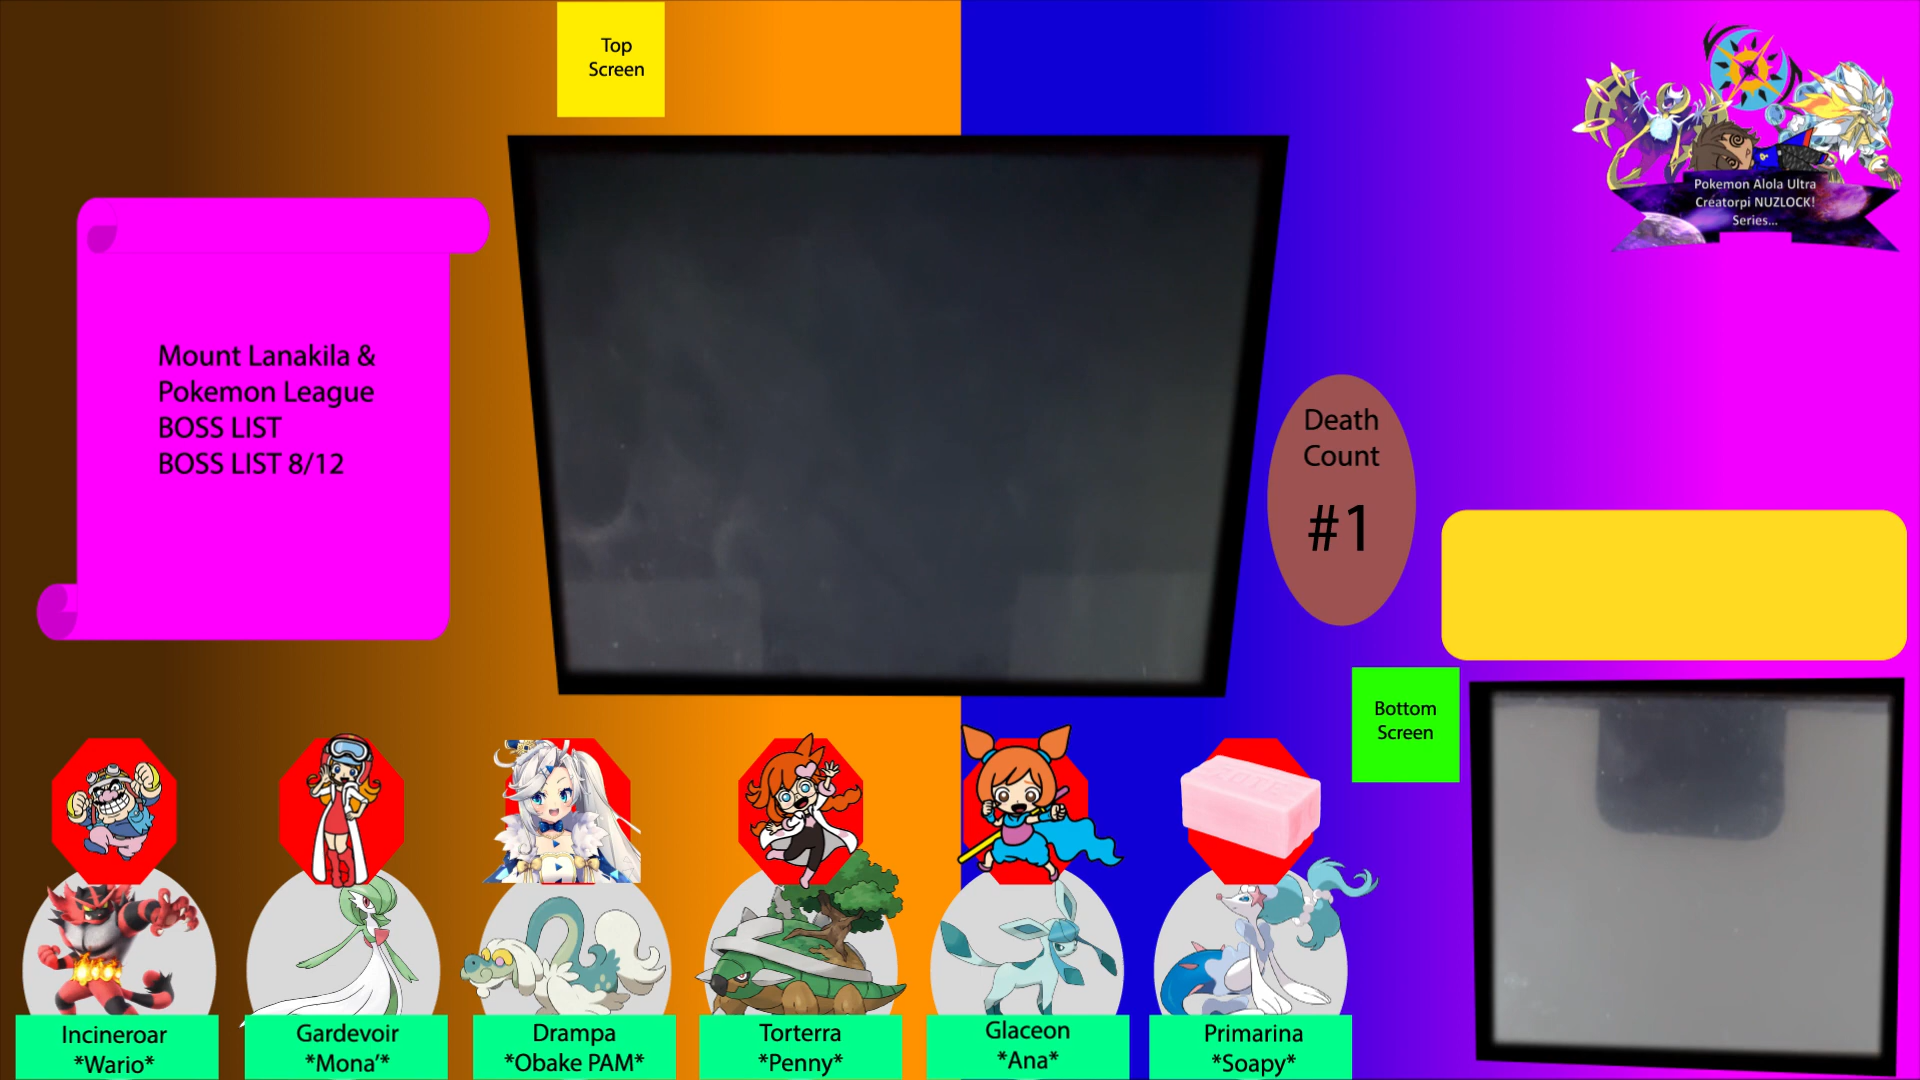 Top
Screen
Pokemon Alola Ultra
Creatorpi NUZLOCK!
Series...
Mount Lanakila &
Pokemon League
BOSS LIST
BOSS LIST 8/12
Death
Count
#1
Bottom
Screen
ZOTE
Incineroar
*Wario*
Gardevoir
*Mona'*
Drampa
*Obake PAM*
Torterra
*Penny*
Glaceon
*Ana*
Primarina
*Soapy*